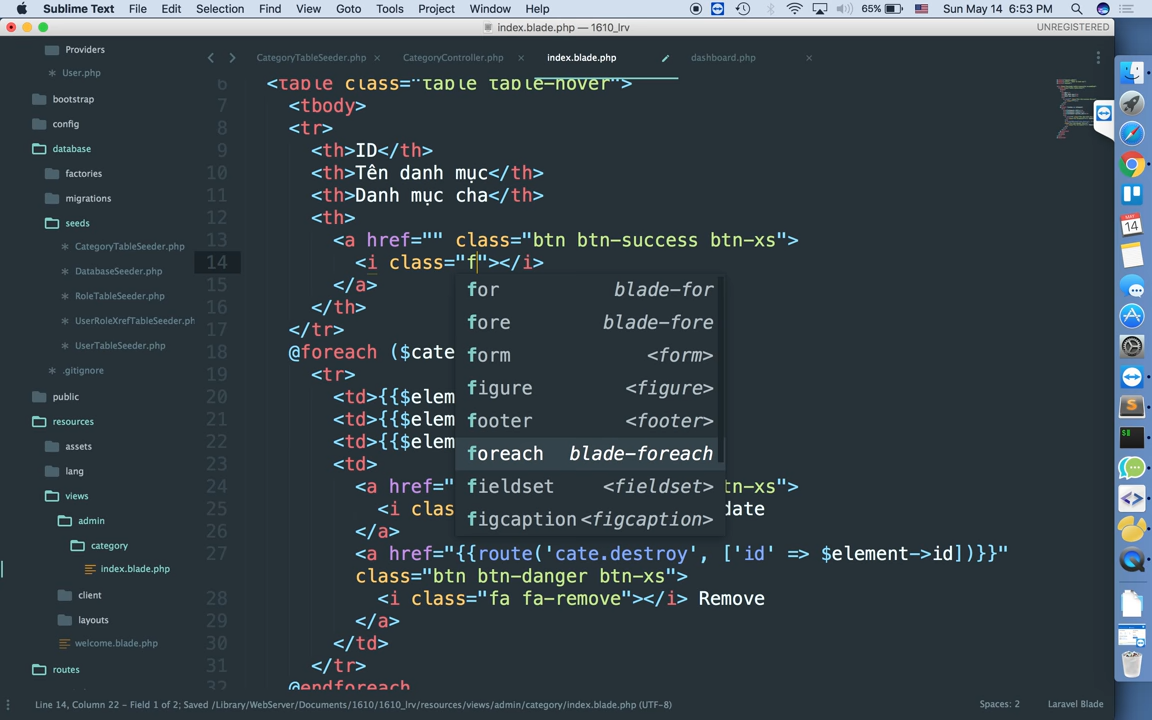 Sublime Text File Edit Selection Find View Goto Tools Project Window Help 65% Sun May 14 6:53 PM
index.blade.php — 1610_lrv UNREGISTERED
CategoryTableSeeder.php × CategoryController.php × index.blade.php dashboard.php ×
Providers
User.php
bootstrap
config
database
factories
migrations
seeds
CategoryTableSeeder.php
DatabaseSeeder.php
RoleTableSeeder.php
UserRoleXrefTableSeeder.ph
UserTableSeeder.php
.gitignore
public
resources
assets
lang
views
admin
category
index.blade.php
client
layouts
welcome.blade.php
routes
6 <table class="table table-hover">
7 <tbody>
8 <tr>
9 <th>ID</th>
10 <th>Tên danh mục</th>
11 <th>Danh mục cha</th>
12 <th>
13 <a href="" class="btn btn-success btn-xs">
14 <i class="f"></i>
15 </a>
16 </th>
17 </tr>
18 @foreach ($cate
19 <tr>
20 <td>{{$elem
21 <td>{{$elem
22 <td>{{$elem
23 <td>
24 <a href=" tn-xs">
25 <i clas date
26 </a>
27 <a href="{{route('cate.destroy', ['id' => $element->id])}}"
class="btn btn-danger btn-xs">
28 <i class="fa fa-remove"></i> Remove
29 </a>
30 </td>
31 </tr>
32 @endforeach
for blade-for
fore blade-fore
form <form>
figure <figure>
footer <footer>
foreach blade-foreach
fieldset <fieldset>
figcaption <figcaption>
14
Line 14, Column 22 – Field 1 of 2; Saved /Library/WebServer/Documents/1610/1610_lrv/resources/views/admin/category/index.blade.php (UTF-8) Spaces: 2 Laravel Blade